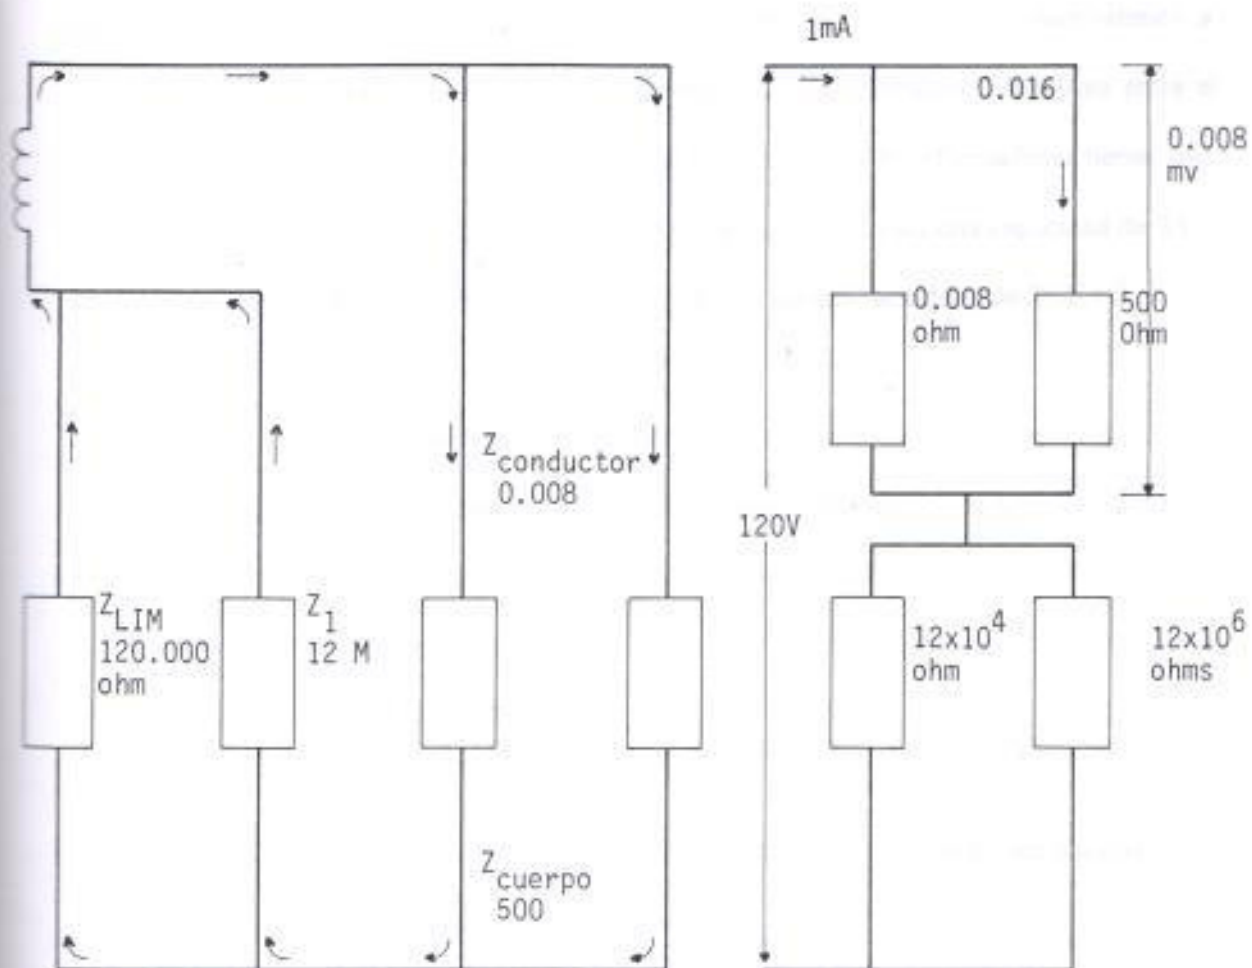 1mA
0.016
0.008
mv
0.008
ohm
500
Ohm
Z conductor
0.008
120V
Z LIM
120.000
ohm
Z 1
12 M
12x10^4
ohm
12x10^6
ohms
Z cuerpo
500